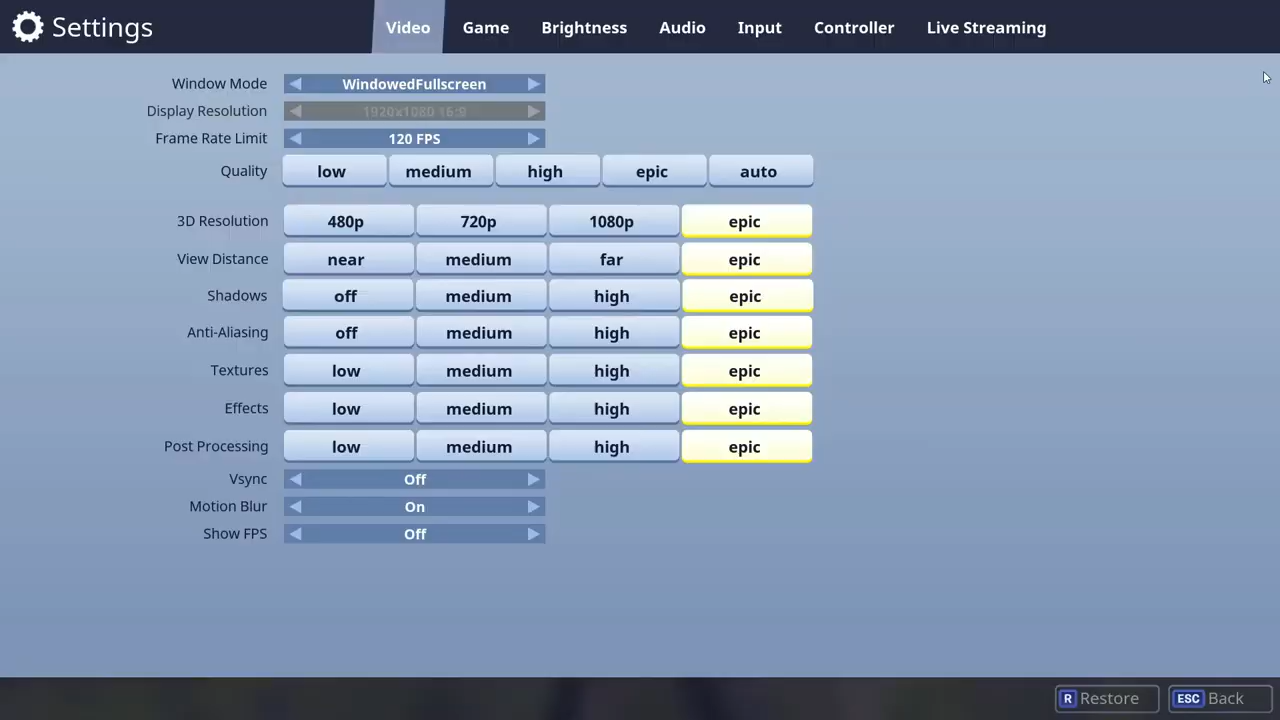 Settings Video Game Brightness Audio Input Controller Live Streaming
Window Mode WindowedFullscreen
Display Resolution 1920x1080 16:9
Frame Rate Limit 120 FPS
Quality low medium high epic auto
3D Resolution 480p 720p 1080p epic
View Distance near medium far epic
Shadows off medium high epic
Anti-Aliasing off medium high epic
Textures low medium high epic
Effects low medium high epic
Post Processing low medium high epic
Vsync Off
Motion Blur On
Show FPS Off
R Restore ESC Back